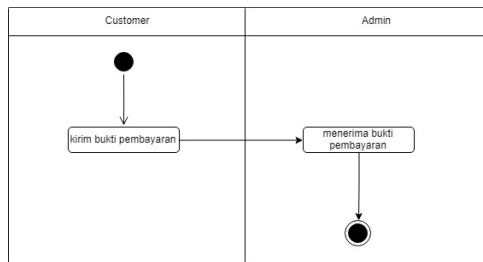 Customer
Admin
kirim bukti pembayaran
menerima bukti
pembayaran